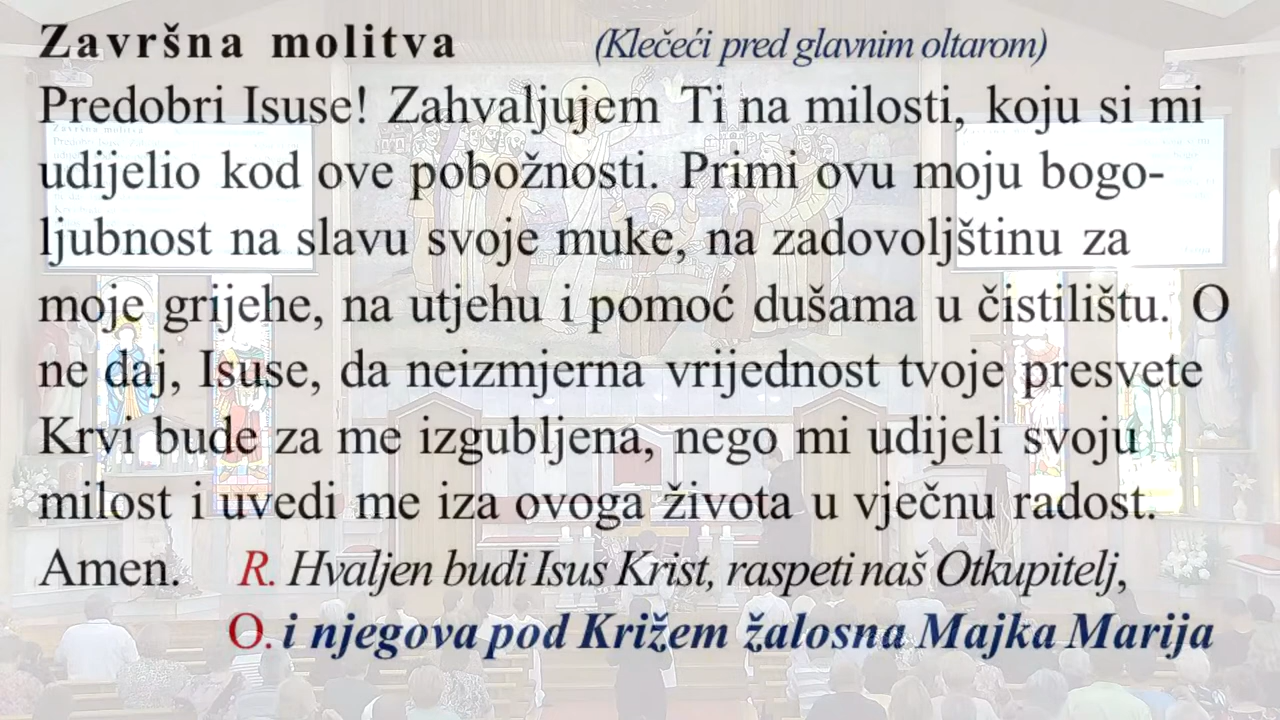 Završna molitva (Klečeći pred glavnim oltarom)
Predobri Isuse! Zahvaljujem Ti na milosti, koju si mi
udijelio kod ove pobožnosti. Primi ovu moju bogo-
ljubnost na slavu svoje muke, na zadovoljštinu za
moje grijehe, na utjehu i pomoć dušama u čistilištu. O
ne daj, Isuse, da neizmjerna vrijednost tvoje presvete
Krvi bude za me izgubljena, nego mi udijeli svoju
milost i uvedi me iza ovoga života u vječnu radost.
Amen. R. Hvaljen budi Isus Krist, raspeti naš Otkupitelj,
O. i njegova pod Križem žalosna Majka Marija